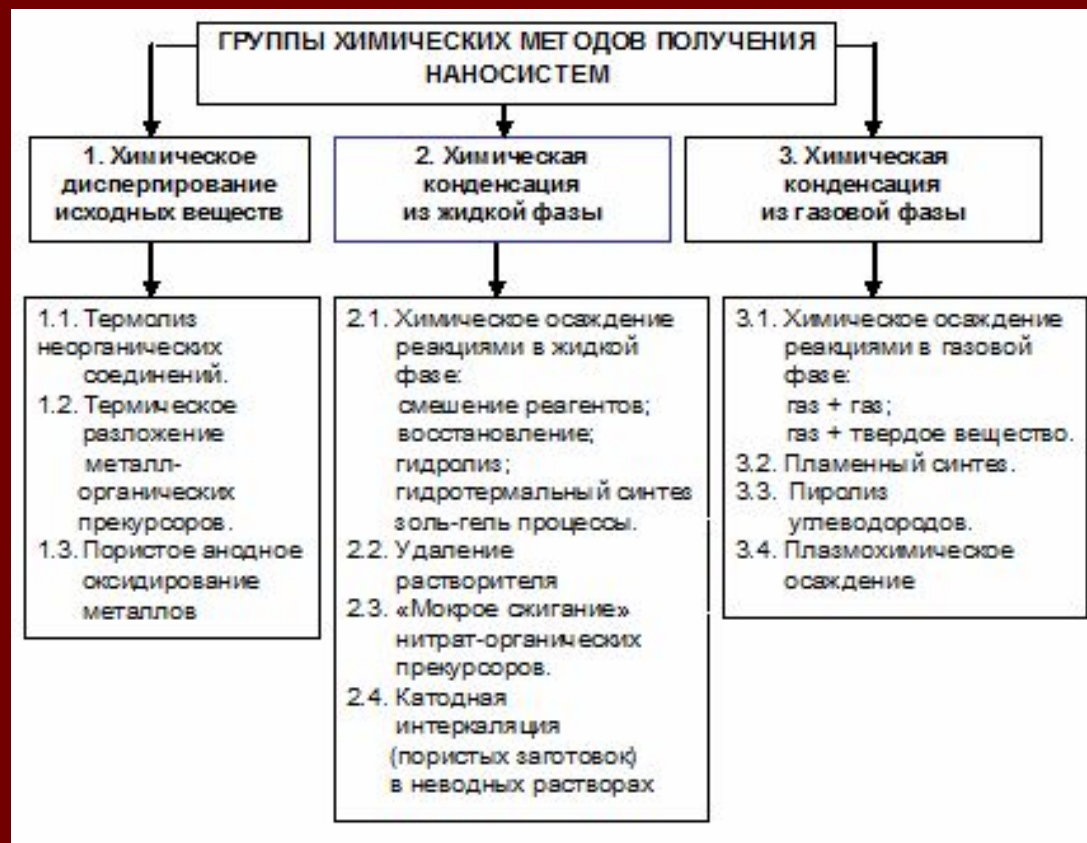 ГРУППЫ ХИМИЧЕСКИХ МЕТОДОВ ПОЛУЧЕНИЯ
НАНОСИСТЕМ
1. Химическое
диспергирование
исходных веществ
2. Химическая
конденсация
из жидкой фазы
3. Химическая
конденсация
из газовой фазы
1.1. Термолиз
неорганических
соединений.
1.2. Термическое
разложение
металл-
органических
прекурсоров.
1.3. Пористое анодное
оксидирование
металлов
2.1. Химическое осаждение
реакциями в жидкой
фазе:
смешение реагентов;
восстановление;
гидролиз;
гидротермальный синтез
золь-гель процессы.
2.2. Удаление
растворителя
2.3. «Мокрое сжигание»
нитрат-органических
прекурсоров.
2.4. Катодная
интеркаляция
(пористых заготовок)
в неводных растворах
3.1. Химическое осаждение
реакциями в газовой
фазе:
газ + газ;
газ + твердое вещество.
3.2. Пламенный синтез.
3.3. Пиролиз
углеводородов.
3.4. Плазмохимическое
осаждение